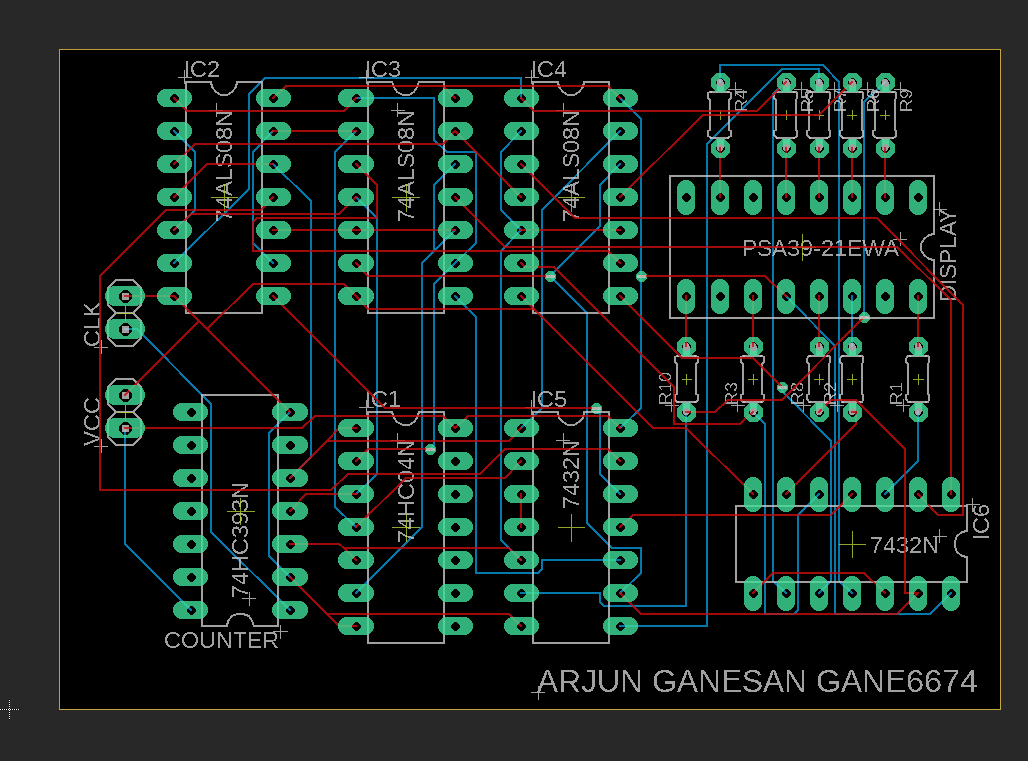 IC2
IC3
IC4
R4
R5
R7
R6
R9
74ALS08N
74ALS08N
74ALS08N
PSA39-21EWA
DISPLAY
CLK
VCC
R10
R3
R8
R2
R1
IC1
IC5
74HC393N
74HC04N
7432N
7432N
IC6
COUNTER
ARJUN GANESAN GANE6674